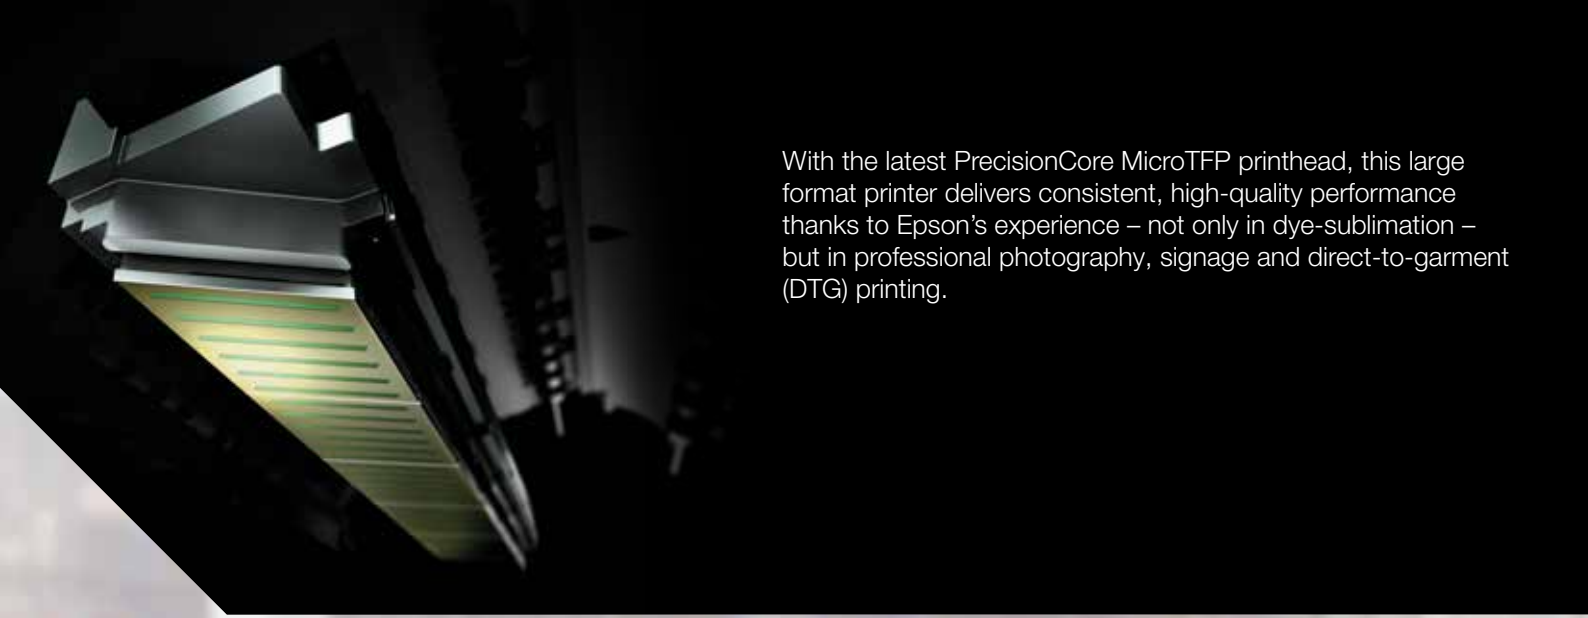 With the latest PrecisionCore MicroTFP printhead, this large
format printer delivers consistent, high-quality performance
thanks to Epson’s experience – not only in dye-sublimation –
but in professional photography, signage and direct-to-garment
(DTG) printing.